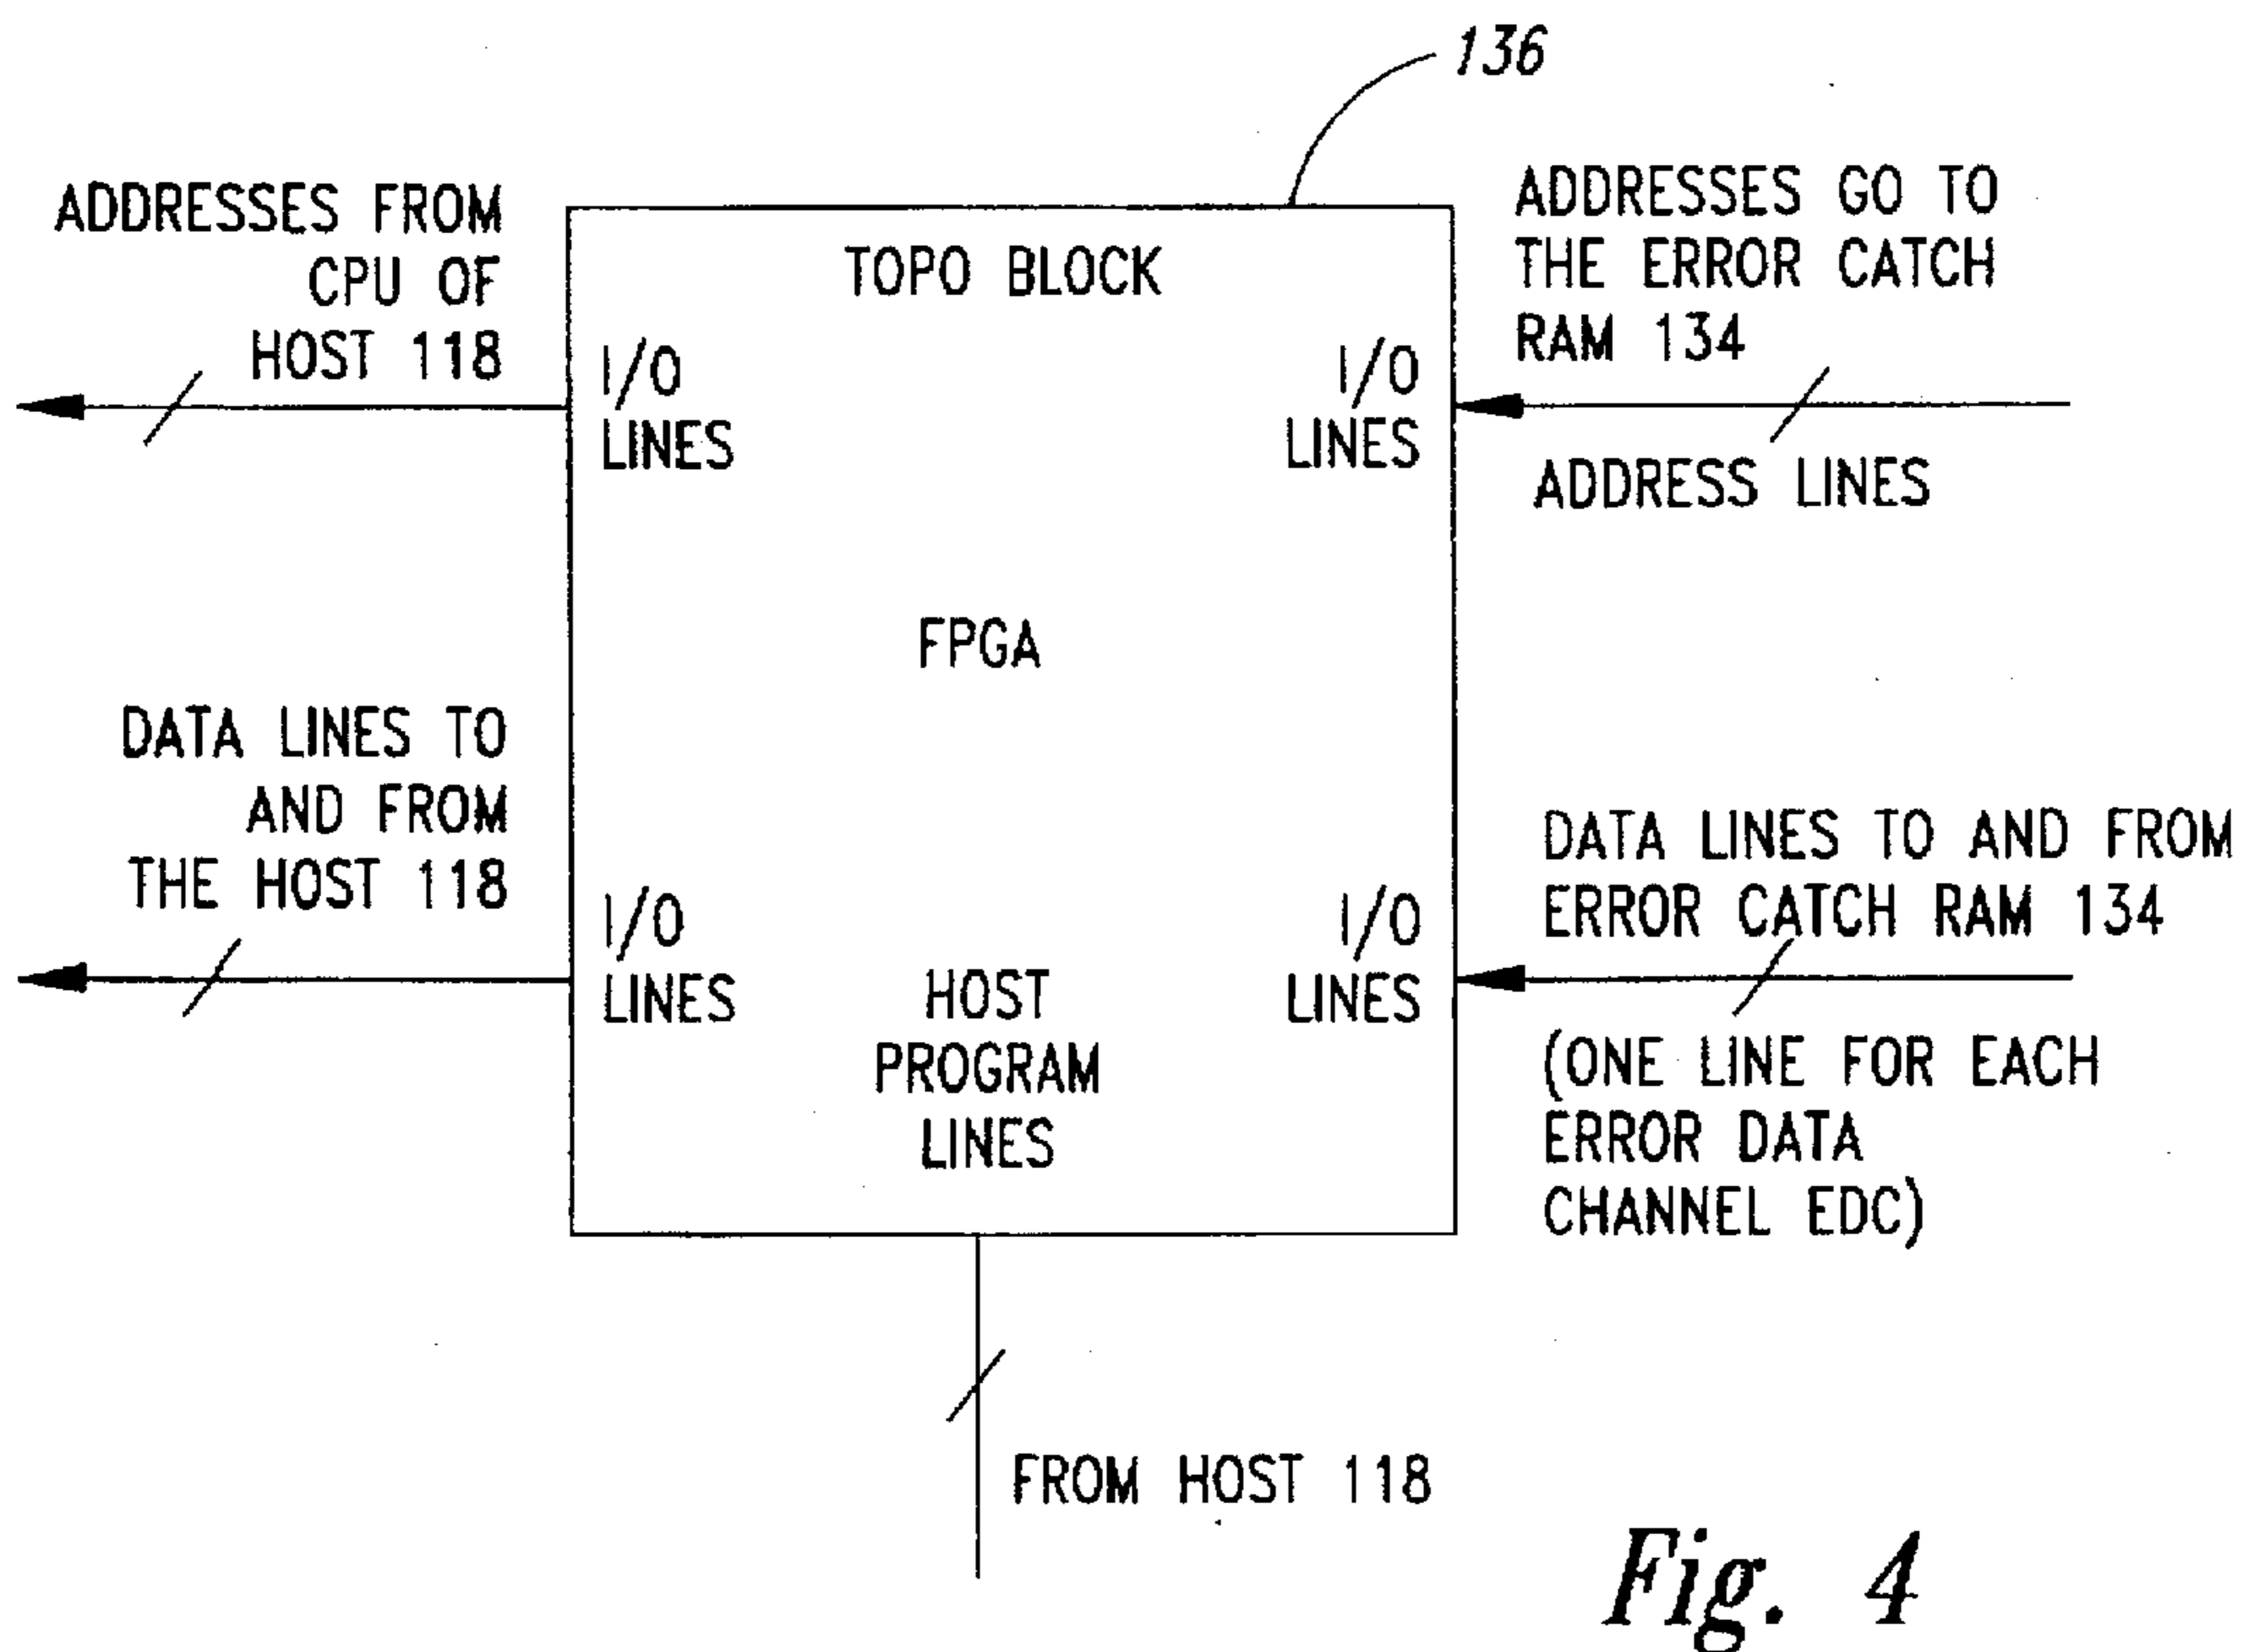 136
ADDRESSES FROM
CPU OF
HOST 118
TOPO BLOCK
ADDRESSES GO TO
THE ERROR CATCH
RAM 134
I/O
LINES
I/O
LINES
ADDRESS LINES
FPGA
DATA LINES TO
AND FROM
THE HOST 118
I/O
LINES
HOST
PROGRAM
LINES
I/O
LINES
DATA LINES TO AND FROM
ERROR CATCH RAM 134
(ONE LINE FOR EACH
ERROR DATA
CHANNEL EDC)
FROM HOST 118
Fig. 4